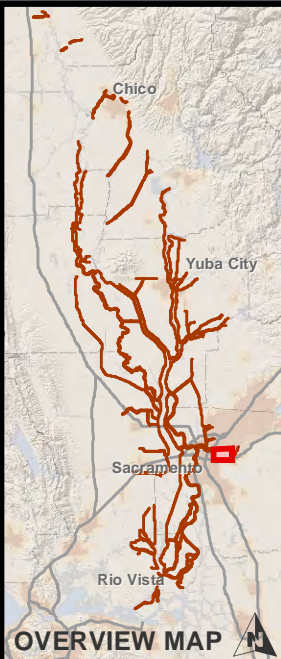 Chico
Yuba City
Sacramento
Rio Vista
OVERVIEW MAP
N